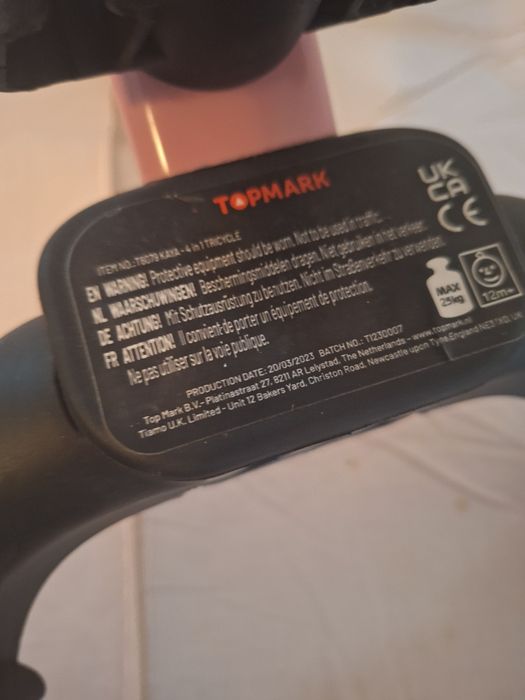 TOPMARK
UK
CA
CE
ITEM NO.: T6079 KAYA - 4 in 1 TRICYCLE
EN WARNING! Protective equipment should be worn. Not to be used in traffic.
NL WAARSCHUWINGEN! Beschermingsmiddelen dragen. Niet gebruiken in het verkeer.
DE ACHTUNG! Mit Schutzausrüstung zu benutzen. Nicht im Straßenverkehr zu verwenden.
FR ATTENTION! Il convient de porter un équipement de protection.
Ne pas utiliser sur la voie publique.
MAX
25kg
12m+
PRODUCTION DATE: 20/03/2023 BATCH NO.: T1230007
Top Mark B.V. - Platinastraat 27, 8211 AR Lelystad, The Netherlands - www.topmark.nl
Tiamo U.K. Limited - Unit 12 Bakers Yard, Christon Road, Newcastle upon Tyne, England NE3 1XD, UK